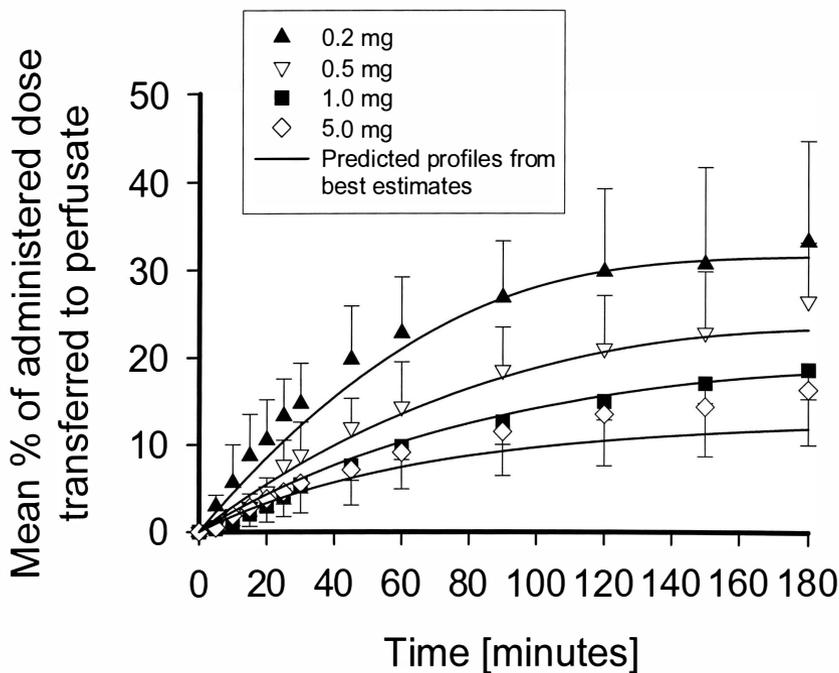 0.2 mg
0.5 mg
1.0 mg
5.0 mg
Predicted profiles from
best estimates
Mean % of administered dose
transferred to perfusate
50
40
30
20
10
0
0 20 40 60 80 100 120 140 160 180
Time [minutes]